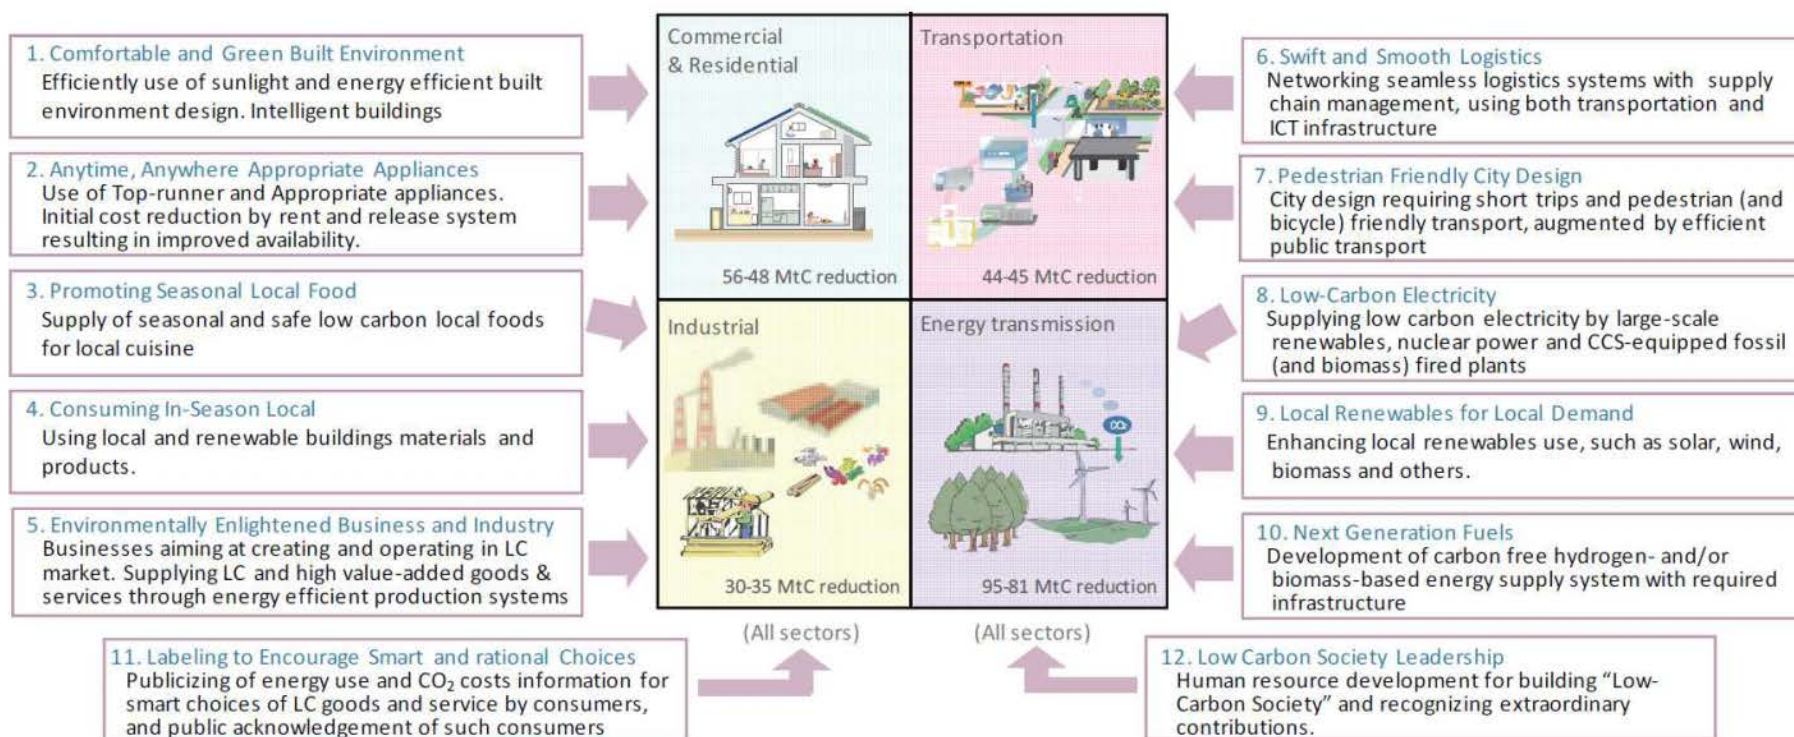 1. Comfortable and Green Built Environment
Efficiently use of sunlight and energy efficient built
environment design. Intelligent buildings
2. Anytime, Anywhere Appropriate Appliances
Use of Top-runner and Appropriate appliances.
Initial cost reduction by rent and release system
resulting in improved availability.
3. Promoting Seasonal Local Food
Supply of seasonal and safe low carbon local foods
for local cuisine
4. Consuming In-Season Local
Using local and renewable buildings materials and
products.
5. Environmentally Enlightened Business and Industry
Businesses aiming at creating and operating in LC
market. Supplying LC and high value-added goods &
services through energy efficient production systems
Commercial
& Residential
56-48 MtC reduction
Transportation
44-45 MtC reduction
Industrial
30-35 MtC reduction
Energy transmission
CO₂
95-81 MtC reduction
6. Swift and Smooth Logistics
Networking seamless logistics systems with supply
chain management, using both transportation and
ICT infrastructure
7. Pedestrian Friendly City Design
City design requiring short trips and pedestrian (and
bicycle) friendly transport, augmented by efficient
public transport
8. Low-Carbon Electricity
Supplying low carbon electricity by large-scale
renewables, nuclear power and CCS-equipped fossil
(and biomass) fired plants
9. Local Renewables for Local Demand
Enhancing local renewables use, such as solar, wind,
biomass and others.
10. Next Generation Fuels
Development of carbon free hydrogen- and/or
biomass-based energy supply system with required
infrastructure
(All sectors)
(All sectors)
11. Labeling to Encourage Smart and rational Choices
Publicizing of energy use and CO₂ costs information for
smart choices of LC goods and service by consumers,
and public acknowledgement of such consumers
12. Low Carbon Society Leadership
Human resource development for building “Low-
Carbon Society” and recognizing extraordinary
contributions.